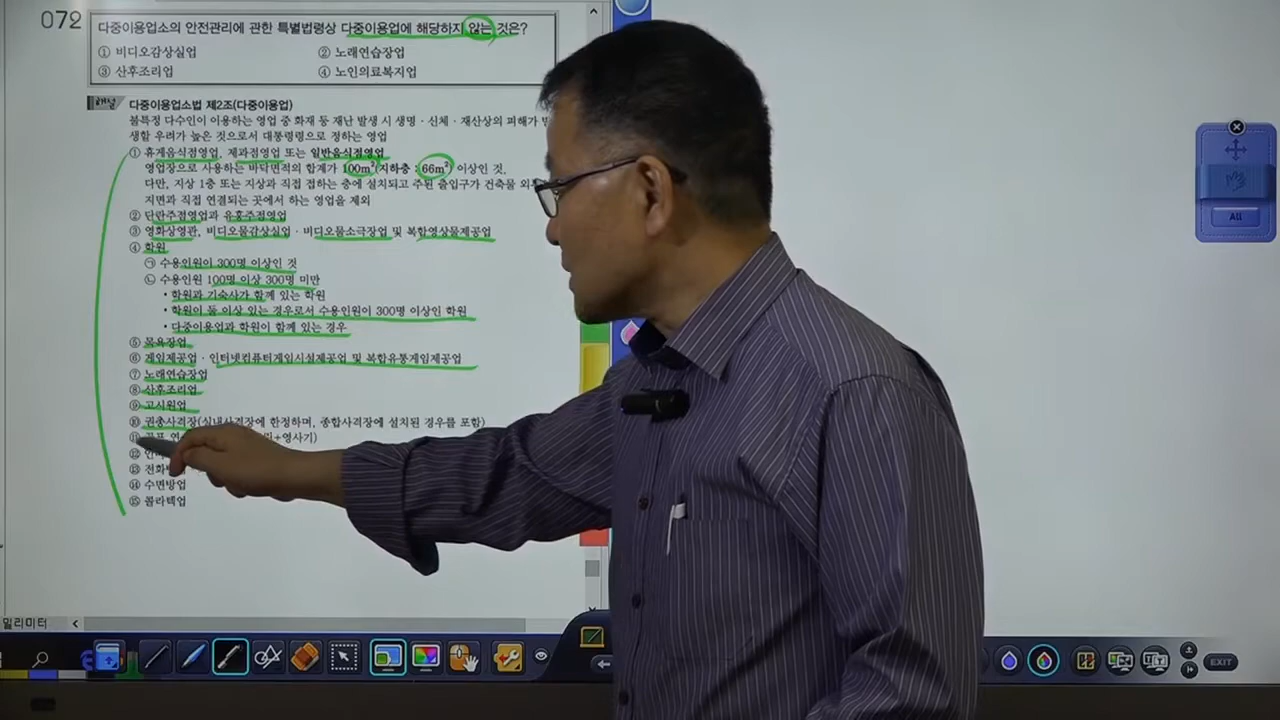 072
다중이용업소의 안전관리에 관한 특별법령상 다중이용업에 해당하지 않는 것은?
① 비디오감상실업 ② 노래연습장업
③ 산후조리업 ④ 노인의료복지업
해설 다중이용업소법 제2조(다중이용업)
불특정 다수인이 이용하는 영업 중 화재 등 재난 발생 시 생명·신체·재산상의 피해가
생할 우려가 높은 것으로서 대통령령으로 정하는 영업
① 휴게음식점영업, 제과점영업 또는 일반음식점영업
영업장으로 사용하는 바닥면적의 합계가 100m²(지하층 : 66m²) 이상인 것.
다만, 지상 1층 또는 지상과 직접 접하는 층에 설치되고 주된 출입구가 건축물
지면과 직접 연결되는 곳에서 하는 영업을 제외
② 단란주점영업과 유흥주점영업
③ 영화상영관, 비디오물감상실업·비디오물소극장업 및 복합영상물제공업
④ 학원
㉠ 수용인원이 300명 이상인 것
㉡ 수용인원 100명 이상 300명 미만
• 학원과 기숙사가 함께 있는 학원
• 학원이 둘 이상 있는 경우로서 수용인원이 300명 이상인 학원
• 다중이용업과 학원이 함께 있는 경우
⑤ 목욕장업
⑥ 게임제공업·인터넷컴퓨터게임시설제공업 및 복합유통게임제공업
⑦ 노래연습장업
⑧ 산후조리업
⑨ 고시원업
⑩ 권총사격장(실내사격장에 한정하며, 종합사격장에 설치된 경우를 포함)
⑪ 골프 +영사기)
⑫
⑬ 전화
⑭ 수면방업
⑮ 콜라텍업
All
밀리미터
EXIT